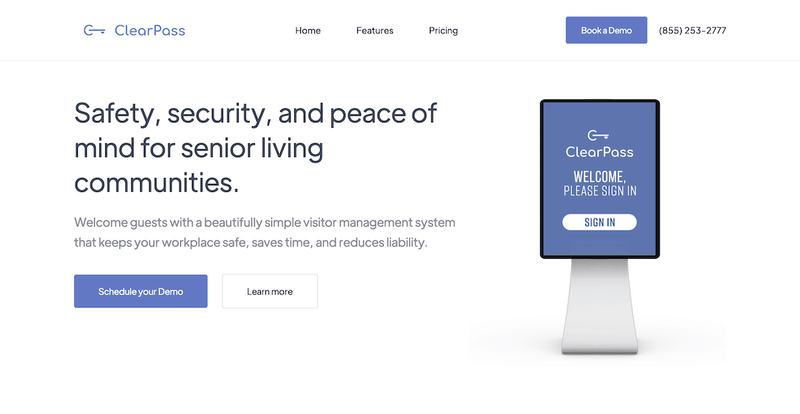 ClearPass
Home
Features
Pricing
Book a Demo
(855) 253-2777
Safety, security, and peace of
mind for senior living
communities.
Welcome guests with a beautifully simple visitor management system
that keeps your workplace safe, saves time, and reduces liability.
Schedule your Demo
Learn more
ClearPass
WELCOME,
PLEASE SIGN IN
SIGN IN